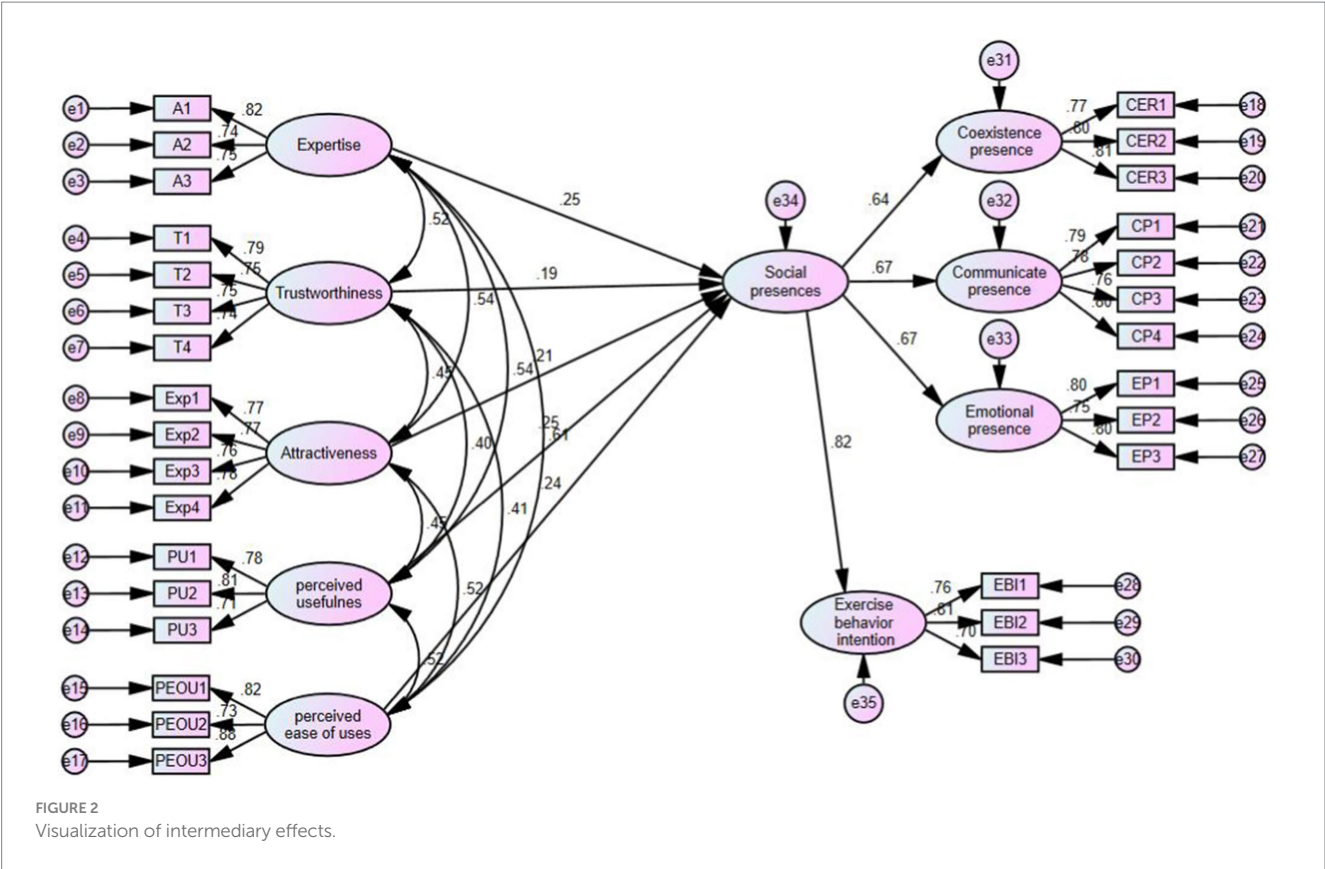 e31
e1
A1
.82
.77
CER1
e18
Expertise
Coexistence
presence
e2
A2
.74
.80
CER2
e19
e3
A3
.75
.81
CER3
e20
.25
.64
e34
e32
.52
e4
T1
.79
.79
CP1
e21
e5
T2
.75
.78
CP2
e22
Trustworthiness
.19
Social
presences
.67
Communicate
presence
e6
T3
.75
.76
CP3
e23
e7
T4
.74
.80
CP4
e24
.54
.67
e33
.45
.54
.21
e8
Exp1
.77
.80
EP1
e25
e9
Exp2
.77
.75
EP2
e26
Attractiveness
Emotional
presence
e10
Exp3
.76
.80
EP3
e27
e11
Exp4
.78
.40
.25
.61
.24
.82
.45
.41
e12
PU1
.78
e13
PU2
.81
perceived
usefulnes
e14
PU3
.71
.52
.76
EBI1
e28
Exercise
behavior
intention
.81
EBI2
e29
.70
EBI3
e30
.52
e35
e15
PEOU1
.82
e16
PEOU2
.73
perceived
ease of uses
e17
PEOU3
.88
FIGURE 2
Visualization of intermediary effects.